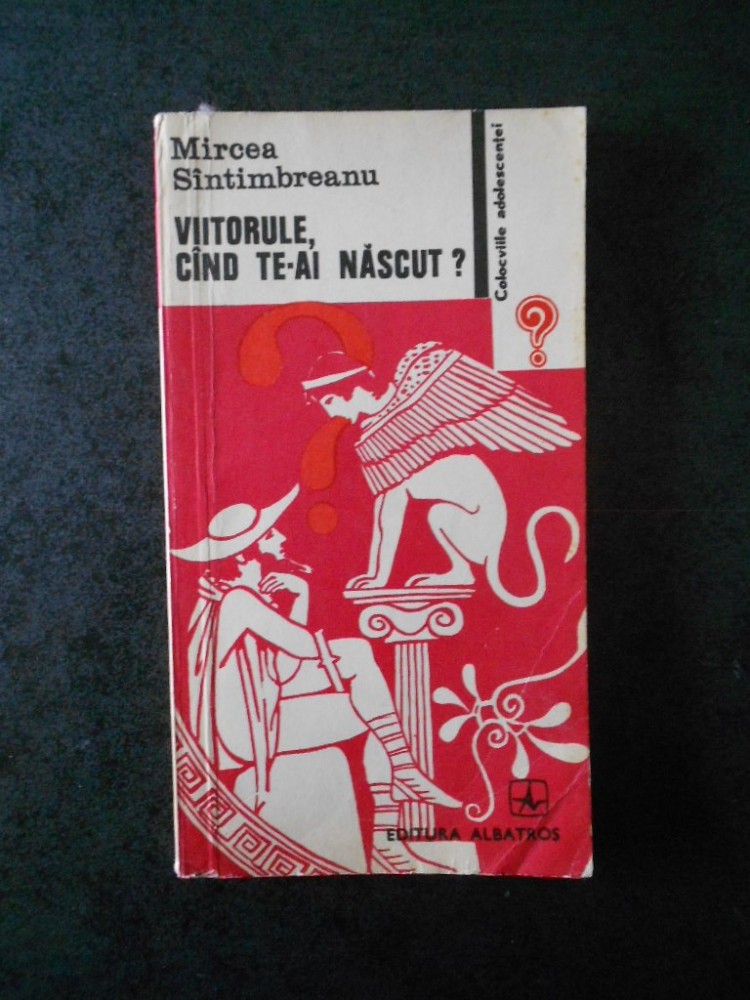 Mircea
Sîntimbreanu
VIITORULE,
CÎND TE-AI NĂSCUT ?
Colocviile adolescenței
?
EDITURA ALBATROS